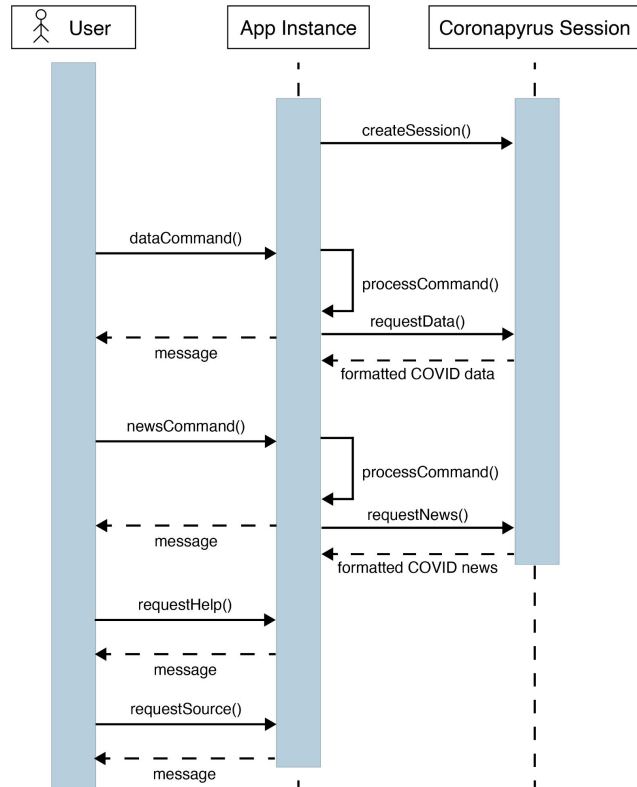 User
App Instance
Coronapyrus Session
createSession()
dataCommand()
processCommand()
requestData()
message
formatted COVID data
newsCommand()
processCommand()
requestNews()
message
formatted COVID news
requestHelp()
message
requestSource()
message